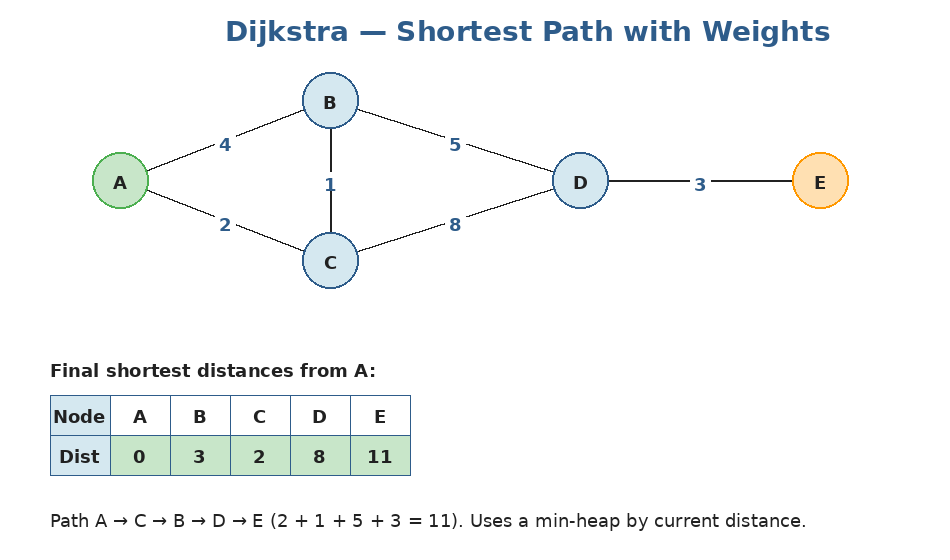 Dijkstra — Shortest Path with Weights
B
4
5
A
1
D
3
E
2
8
C
Final shortest distances from A:
Node A B C D E
Dist 0 3 2 8 11
Path A → C → B → D → E (2 + 1 + 5 + 3 = 11). Uses a min-heap by current distance.